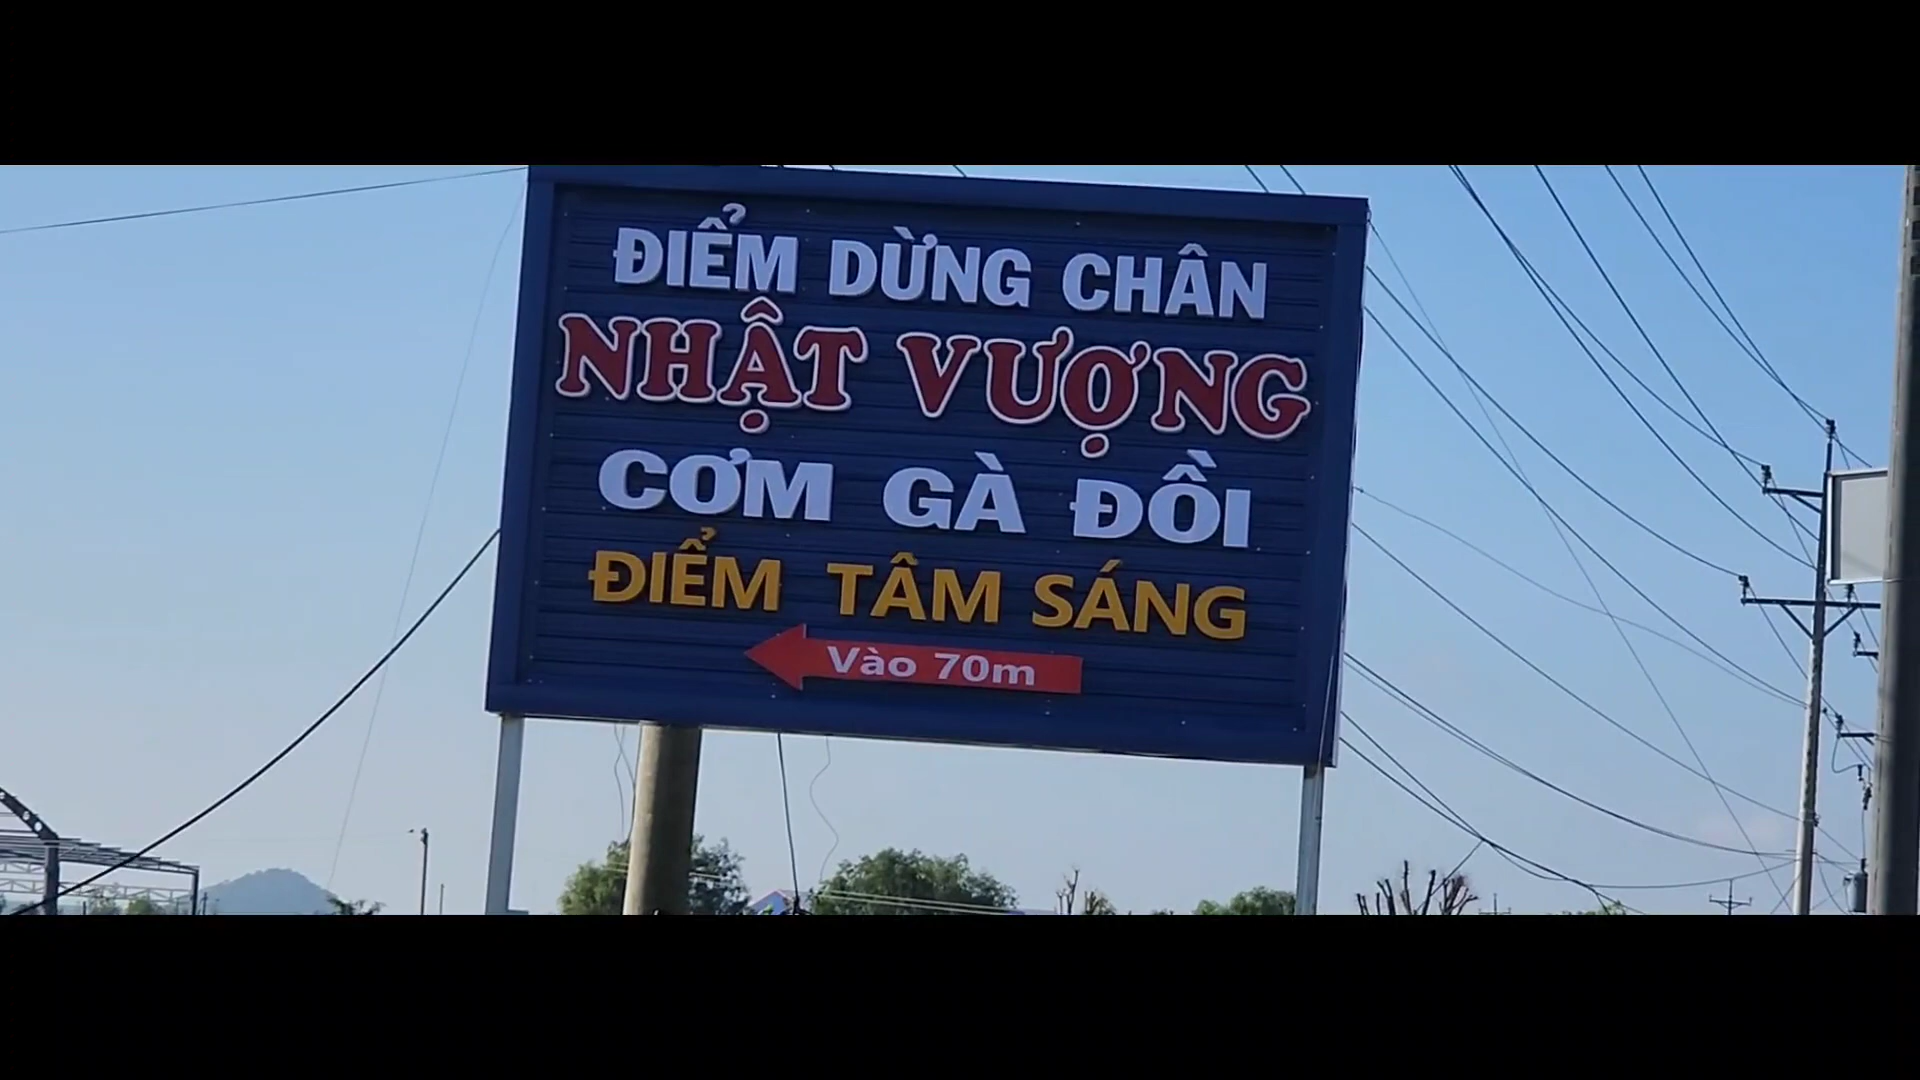 ĐIỂM DỪNG CHÂN
NHẬT VƯỢNG
CƠM GÀ ĐỒI
ĐIỂM TÂM SÁNG
Vào 70m